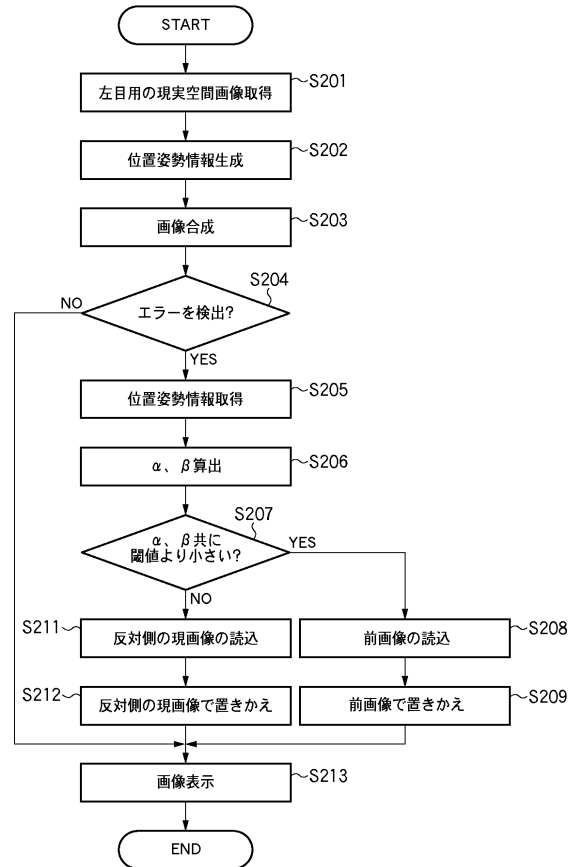 START
左目用の現実空間画像取得
S201
位置姿勢情報生成
S202
画像合成
S203
S204
エラーを検出?
NO
YES
位置姿勢情報取得
S205
α、β算出
S206
S207
α、β共に
閾値より小さい?
YES
NO
S211
反対側の現画像の読込
前画像の読込
S208
S212
反対側の現画像で置きかえ
前画像で置きかえ
S209
画像表示
S213
END